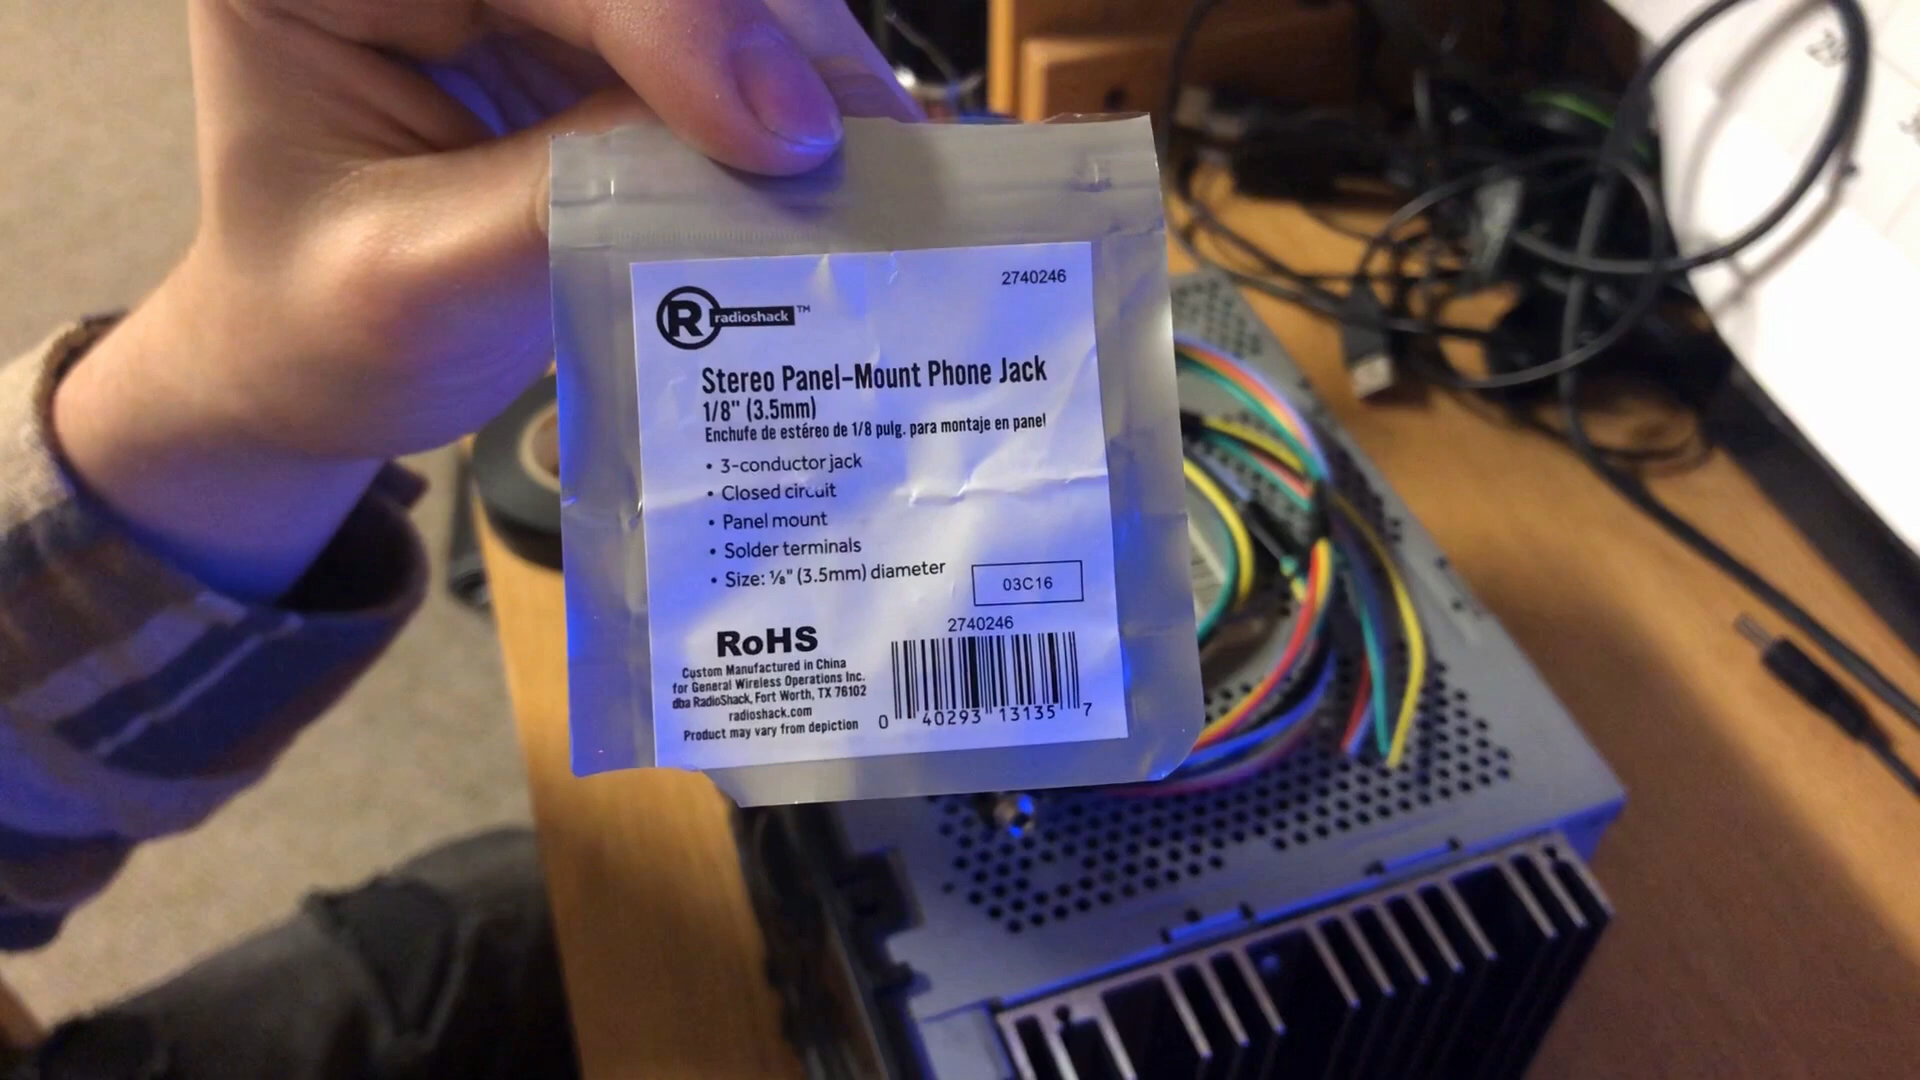 2740246
R radioshack™
Stereo Panel-Mount Phone Jack
1/8" (3.5mm)
Enchufe de estéreo de 1/8 pulg. para montaje en panel
• 3-conductor jack
• Closed circuit
• Panel mount
• Solder terminals
• Size: ⅛" (3.5mm) diameter
03C16
2740246
RoHS
Custom Manufactured in China
for General Wireless Operations Inc.
dba RadioShack, Fort Worth, TX 76102
radioshack.com
Product may vary from depiction
0 40293 13135 7